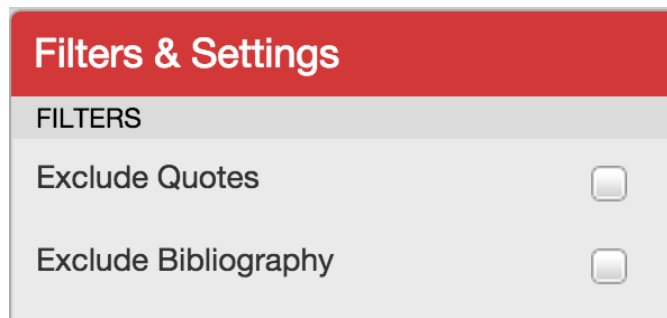 Filters & Settings
FILTERS
Exclude Quotes
Exclude Bibliography